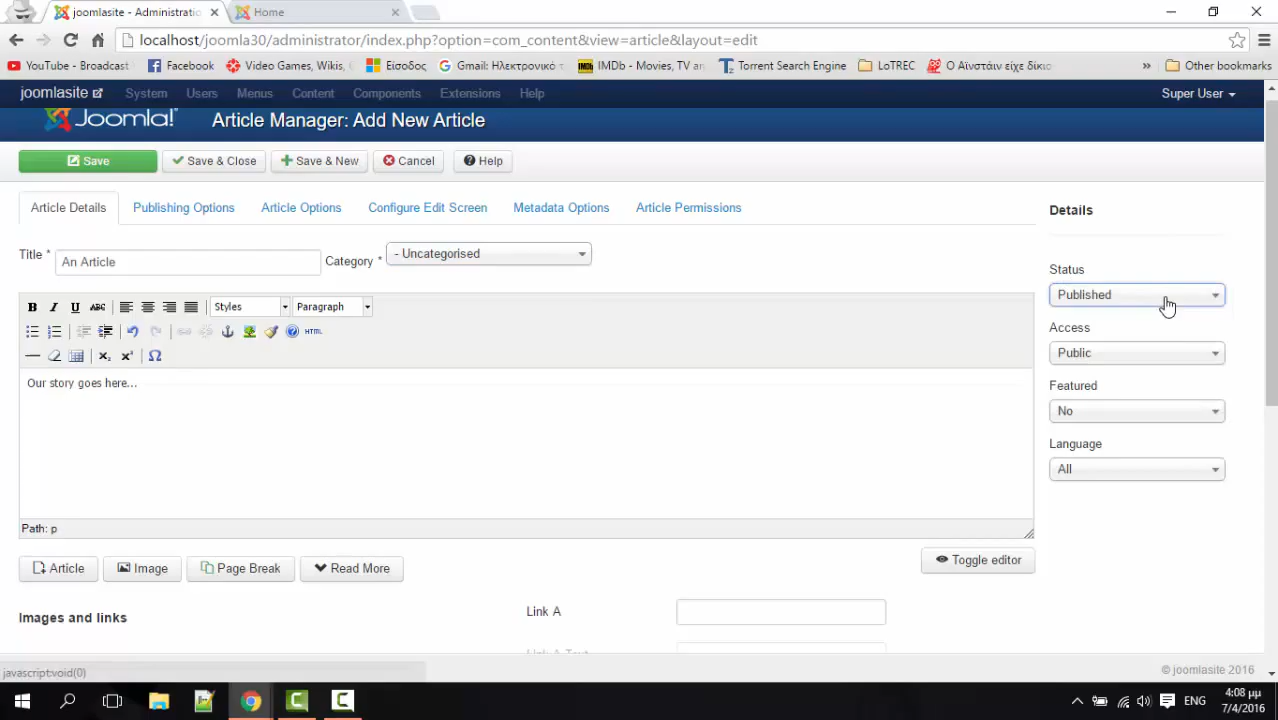 joomlasite - Administratio
Home
localhost/joomla30/administrator/index.php?option=com_content&view=article&layout=edit
YouTube - Broadcast Facebook Video Games, Wikis, Είσοδος Gmail: Ηλεκτρονικό τ IMDb - Movies, TV an Torrent Search Engine LoTREC Ο Αϊνστάιν είχε δίκιο » Other bookmarks
joomlasite System Users Menus Content Components Extensions Help Super User
Joomla! Article Manager: Add New Article
Save Save & Close Save & New Cancel Help
Article Details Publishing Options Article Options Configure Edit Screen Metadata Options Article Permissions
Details
Title * An Article Category * - Uncategorised
Status
Published
B I U ABC Styles Paragraph
HTML
Access
Public
Our story goes here...
Featured
No
Language
All
Path: p
Article Image Page Break Read More Toggle editor
Images and links
Link A
Link A Text
javascript:void(0)
© joomlasite 2016
ENG
4:08 μμ
7/4/2016